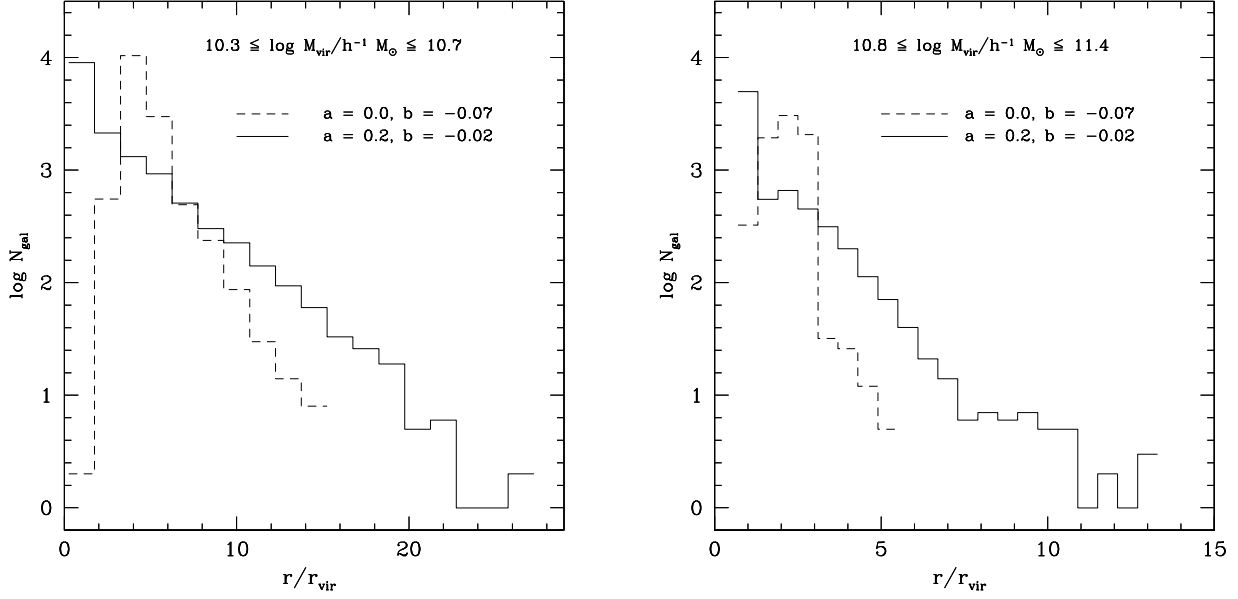 10.3 ≦ log M_vir/h⁻¹ M_⊙ ≦ 10.7
a = 0.0, b = −0.07
a = 0.2, b = −0.02
log N_gal
4
3
2
1
0
0 10 20
r/r_vir
10.8 ≦ log M_vir/h⁻¹ M_⊙ ≦ 11.4
a = 0.0, b = −0.07
a = 0.2, b = −0.02
log N_gal
4
3
2
1
0
0 5 10 15
r/r_vir